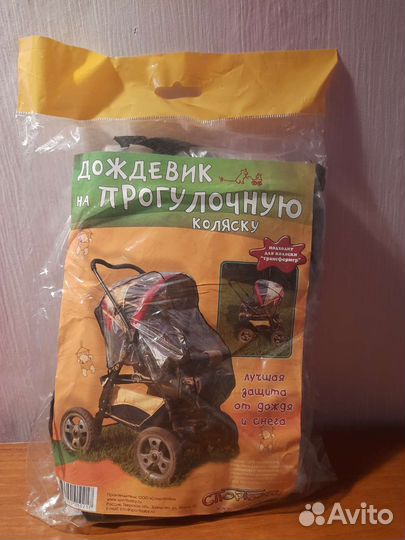 ДОЖДЕВИК
НА ПРОГУЛОЧНУЮ
КОЛЯСКУ
ПОДХОДИТ
ДЛЯ КОЛЯСКИ
"трансформер"
лучшая
защита
от дождя
и снега
Avito